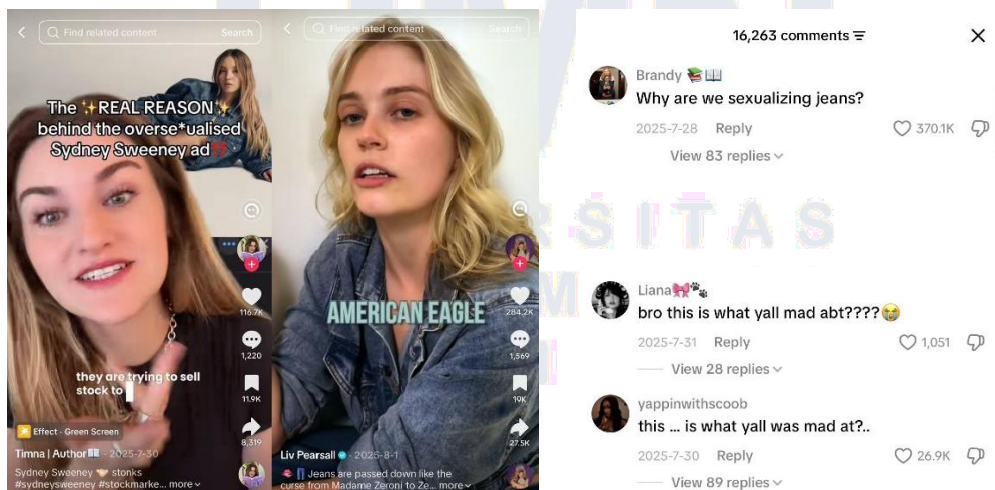 Find related content
Search
The ✨REAL REASON✨
behind the overse*ualised
Sydney Sweeney ad‼️
116.7K
1,220
they are trying to sell
stock to
11.9K
Effect · Green Screen
8,319
Timna | Author📖 · 2025-7-30
Sydney Sweeney 🤝 stonks
#sydneysweeney #stockmarke... more
Find related content
Search
AMERICAN EAGLE
284.2K
1,569
19K
27.5K
Liv Pearsall · 2025-8-1
Jeans are passed down like the
curse from Madame Zeroni to Ze... more
16,263 comments
Brandy 📚📖
Why are we sexualizing jeans?
2025-7-28 Reply 370.1K
View 83 replies
RSITAS
M
Liana🎀🐾
bro this is what yall mad abt????😭
2025-7-31 Reply 1,051
View 28 replies
yappinwithscoob
this ... is what yall was mad at?..
2025-7-30 Reply 26.9K
View 89 replies